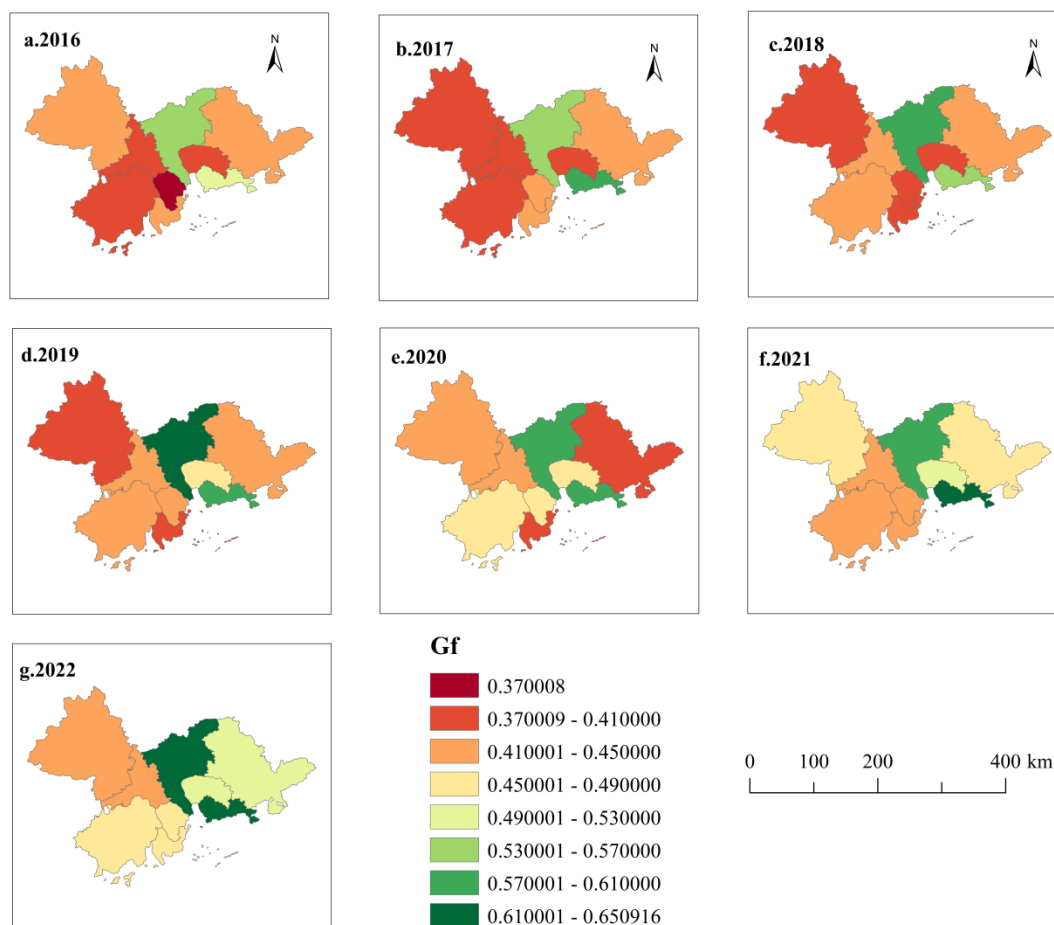 a.2016
N
b.2017
N
c.2018
N
d.2019
e.2020
f.2021
g.2022
Gf
0.370008
0.370009 - 0.410000
0.410001 - 0.450000
0.450001 - 0.490000
0.490001 - 0.530000
0.530001 - 0.570000
0.570001 - 0.610000
0.610001 - 0.650916
0 100 200 400 km